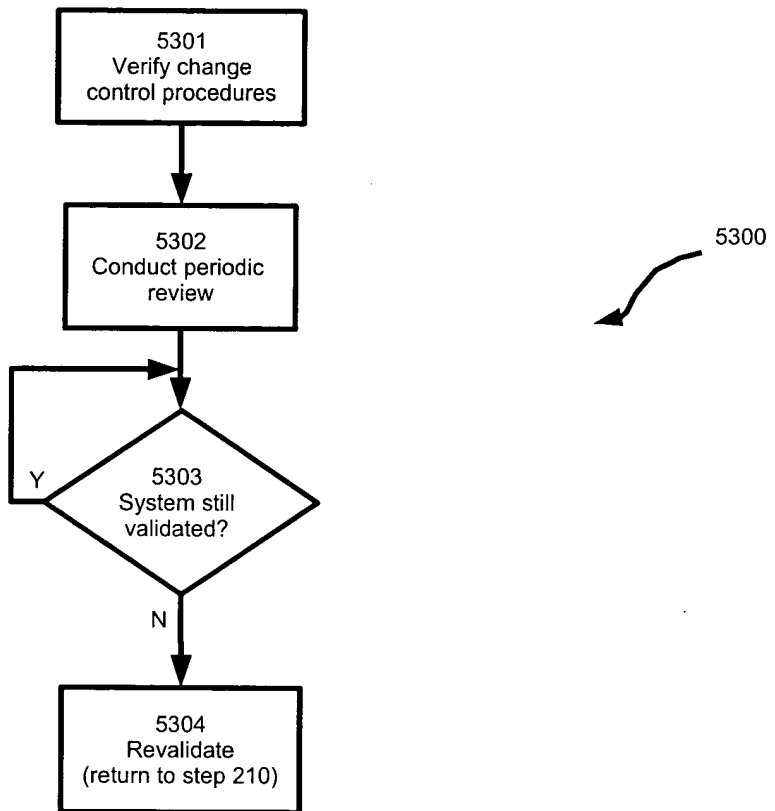 5301
Verify change
control procedures
5302
Conduct periodic
review
5300
5303
System still
validated?
Y
N
5304
Revalidate
(return to step 210)